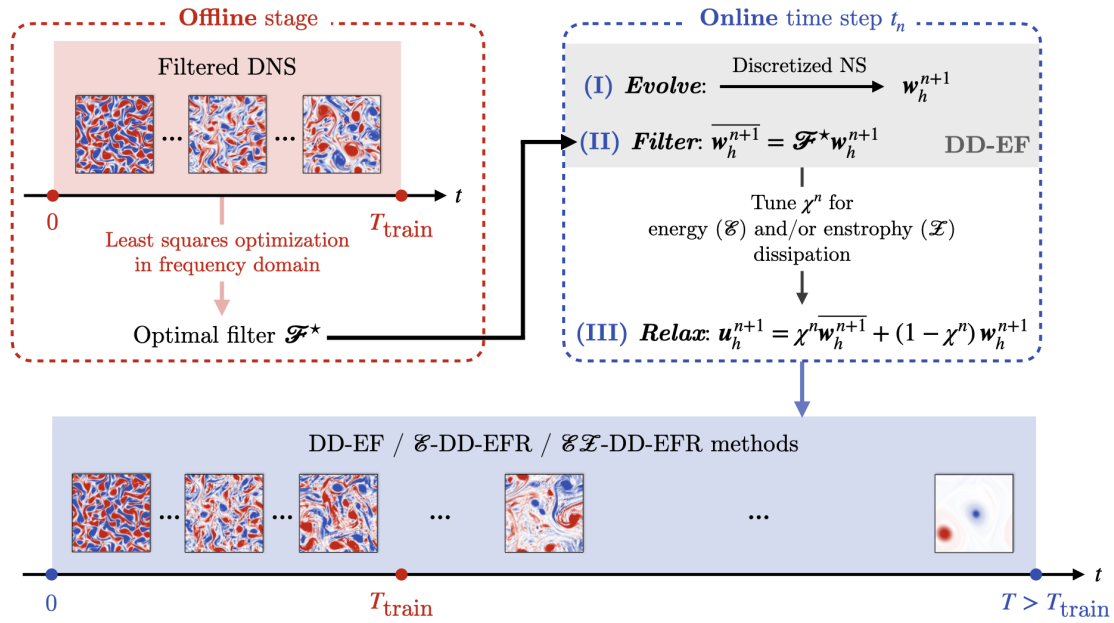 Offline stage
Filtered DNS
... ...
t
0
T_train
Least squares optimization
in frequency domain
Optimal filter 𝓕^⋆
Online time step t_n
(I) Evolve: Discretized NS w_h^{n+1}
(II) Filter: \overline{w_h^{n+1}} = 𝓕^⋆ w_h^{n+1}
DD-EF
Tune χ^n for
energy (ℰ) and/or enstrophy (𝒵)
dissipation
(III) Relax: u_h^{n+1} = χ^n \overline{w_h^{n+1}} + (1 − χ^n) w_h^{n+1}
DD-EF / ℰ-DD-EFR / ℰ𝒵-DD-EFR methods
... ... ... ...
t
0
T_train
T > T_train